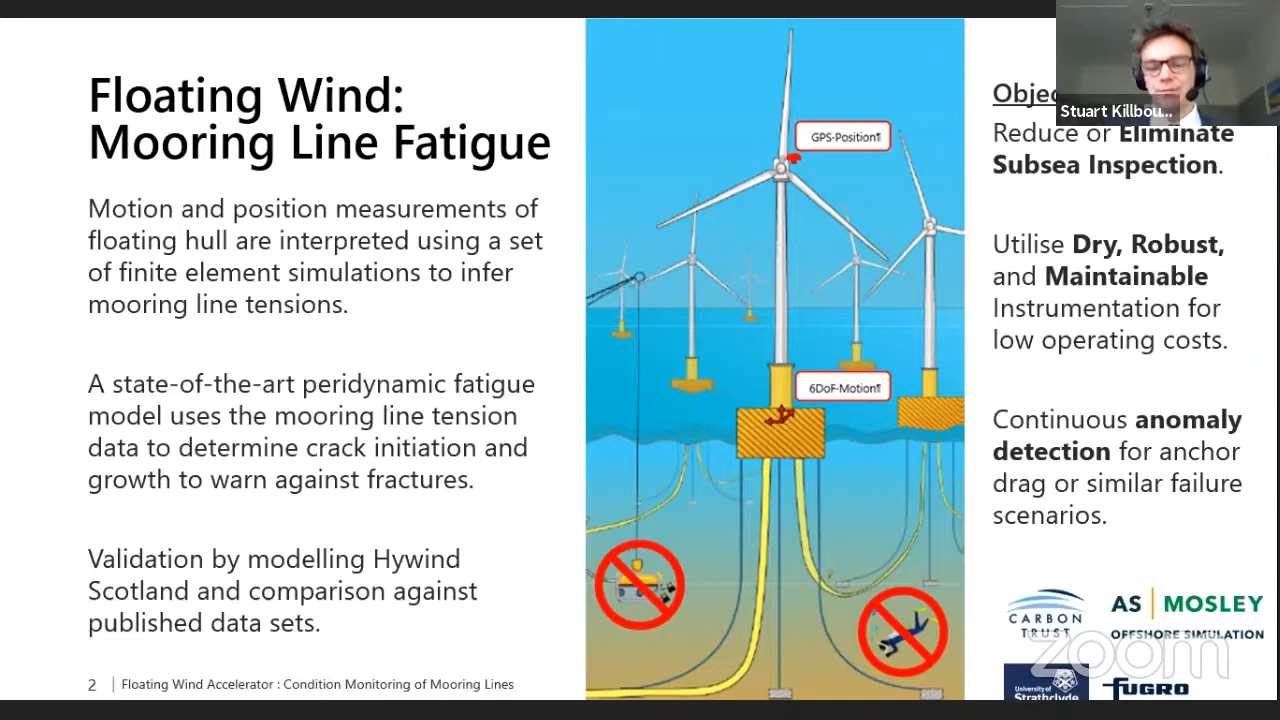 Floating Wind:
Mooring Line Fatigue
Motion and position measurements of
floating hull are interpreted using a set
of finite element simulations to infer
mooring line tensions.
A state-of-the-art peridynamic fatigue
model uses the mooring line tension
data to determine crack initiation and
growth to warn against fractures.
Validation by modelling Hywind
Scotland and comparison against
published data sets.
2 | Floating Wind Accelerator : Condition Monitoring of Mooring Lines
GPS-Position¶
6DoF-Motion¶
Stuart Killbou...
Reduce or Eliminate
Subsea Inspection.
Utilise Dry, Robust,
and Maintainable
Instrumentation for
low operating costs.
Continuous anomaly
detection for anchor
drag or similar failure
scenarios.
CARBON
TRUST
AS | MOSLEY
OFFSHORE SIMULATION
zoom
University of
Strathclyde
fugro